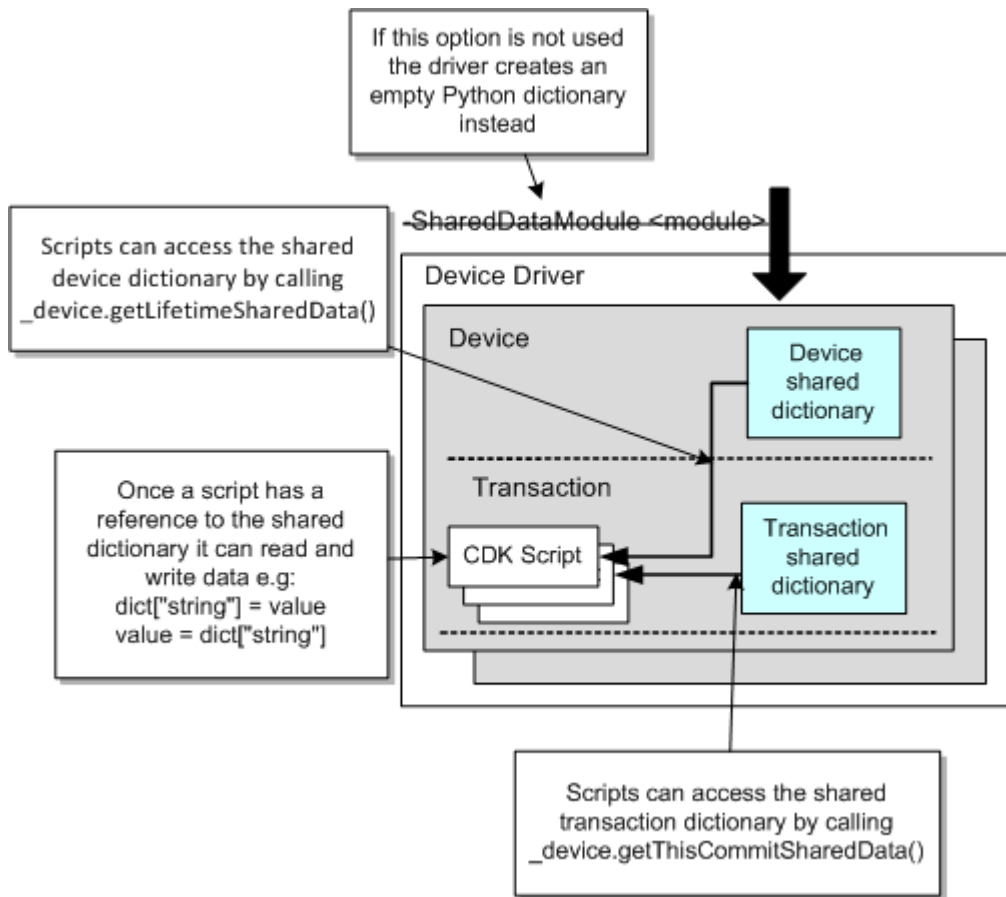 If this option is not used
the driver creates an
empty Python dictionary
instead
-SharedDataModule <module>
Scripts can access the shared
device dictionary by calling
_device.getLifetimeSharedData()
Device Driver
Device
Device
shared
dictionary
Once a script has a
reference to the shared
dictionary it can read and
write data e.g:
dict["string"] = value
value = dict["string"]
Transaction
CDK Script
Transaction
shared
dictionary
Scripts can access the shared
transaction dictionary by calling
_device.getThisCommitSharedData()